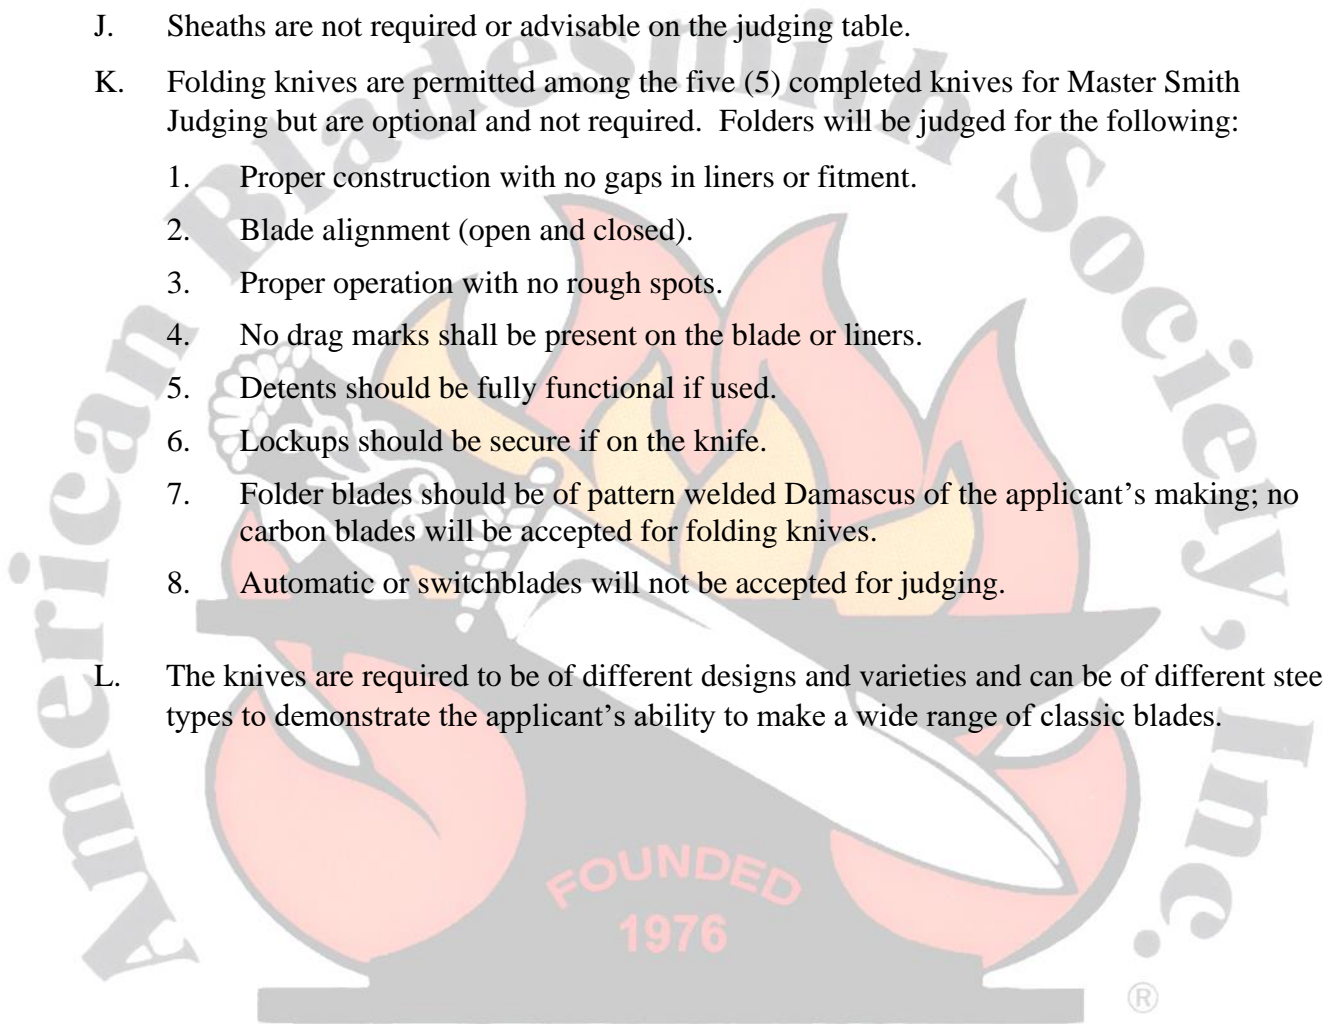 J. Sheaths are not required or advisable on the judging table.
K. Folding knives are permitted among the five (5) completed knives for Master Smith
Judging but are optional and not required. Folders will be judged for the following:
1. Proper construction with no gaps in liners or fitment.
2. Blade alignment (open and closed).
3. Proper operation with no rough spots.
4. No drag marks shall be present on the blade or liners.
5. Detents should be fully functional if used.
6. Lockups should be secure if on the knife.
7. Folder blades should be of pattern welded Damascus of the applicant’s making; no
carbon blades will be accepted for folding knives.
8. Automatic or switchblades will not be accepted for judging.
L. The knives are required to be of different designs and varieties and can be of different stee
types to demonstrate the applicant’s ability to make a wide range of classic blades.
American Bladesmith Society, Inc.
FOUNDED
1976
®